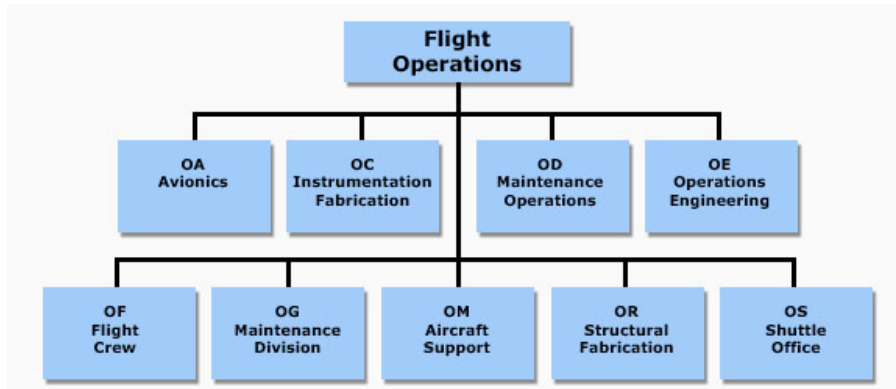 Flight
Operations
OA
Avionics
OC
Instrumentation
Fabrication
OD
Maintenance
Operations
OE
Operations
Engineering
OF
Flight
Crew
OG
Maintenance
Division
OM
Aircraft
Support
OR
Structural
Fabrication
OS
Shuttle
Office